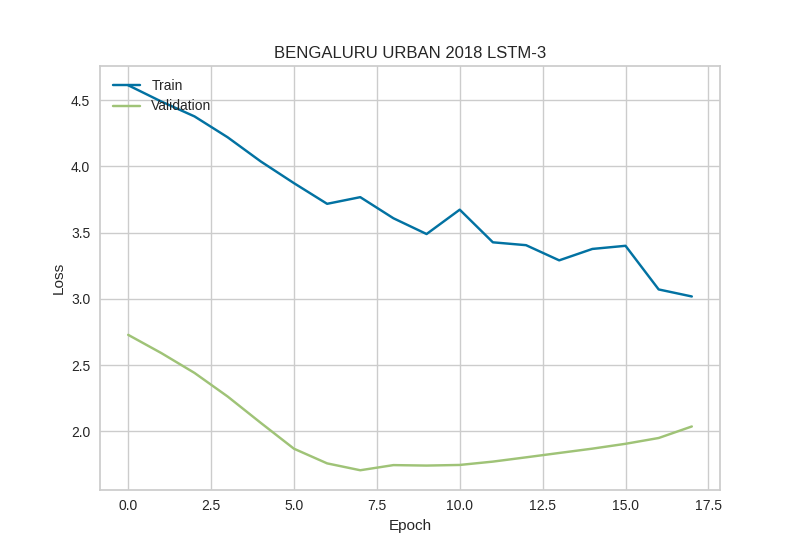 BENGALURU URBAN 2018 LSTM-3
Train
Validation
4.5
4.0
3.5
3.0
2.5
2.0
Loss
0.0 2.5 5.0 7.5 10.0 12.5 15.0 17.5
Epoch